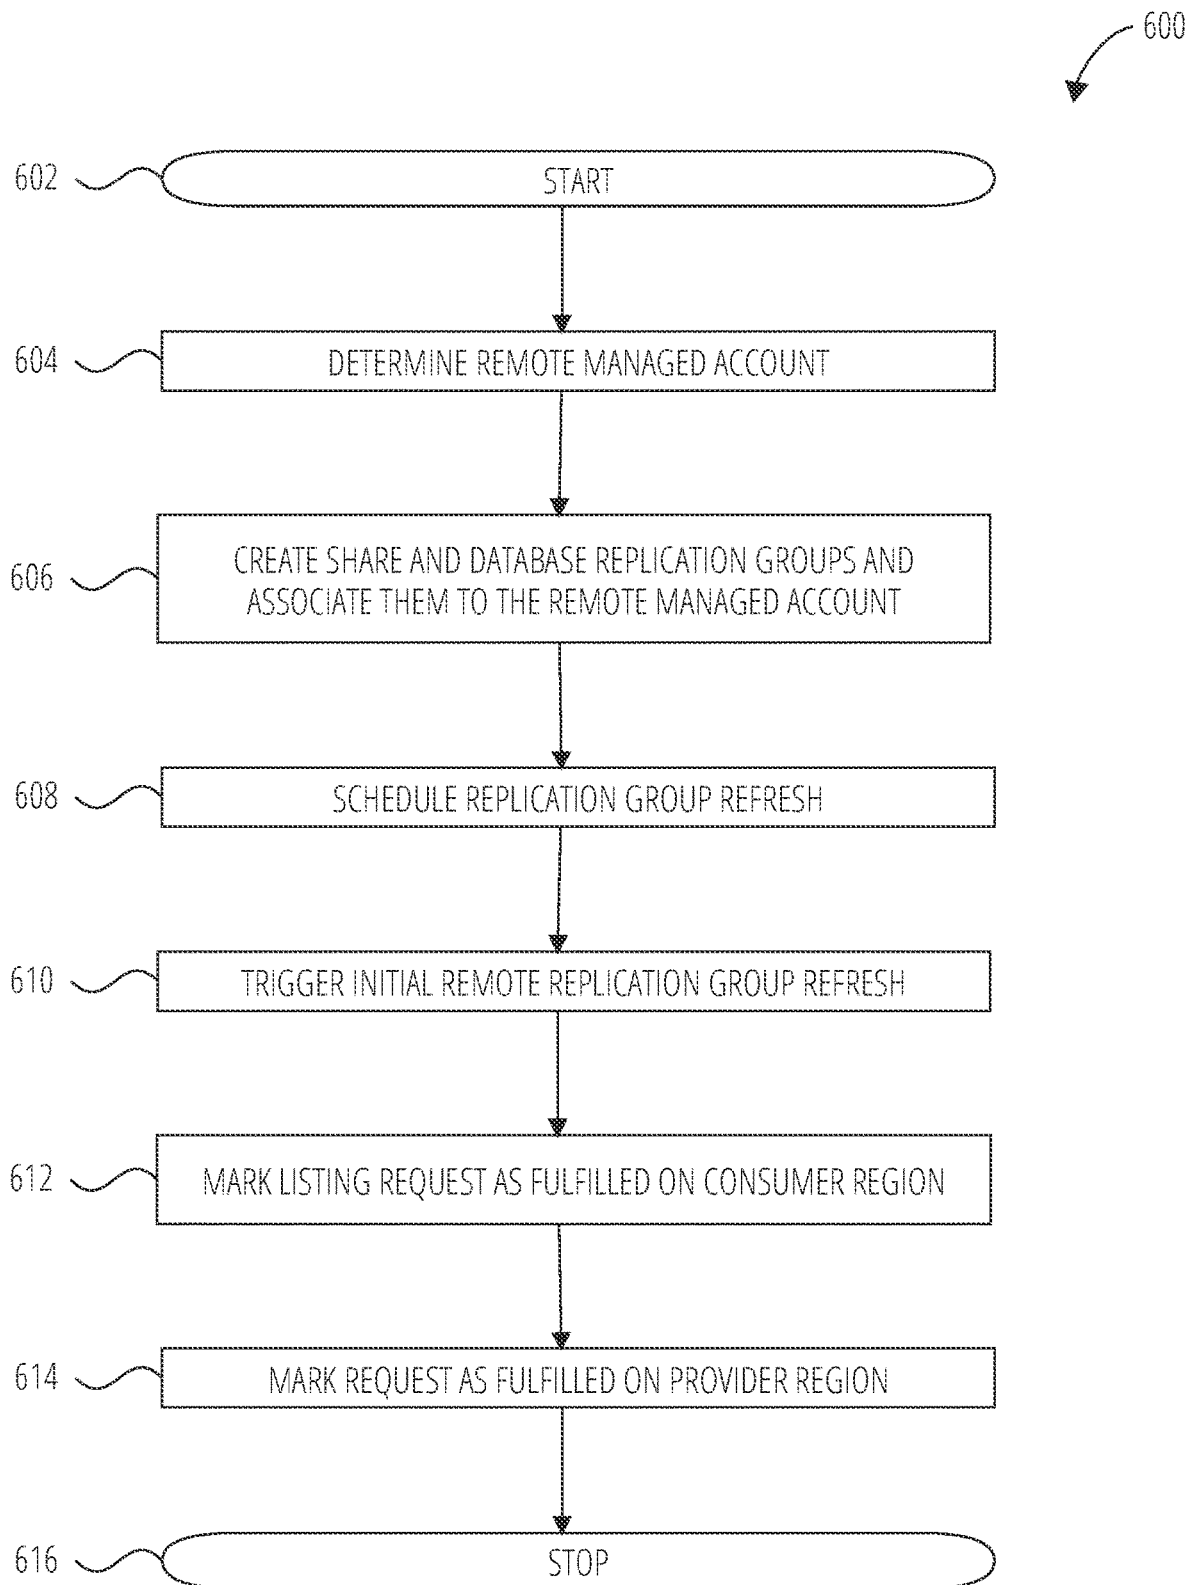 600
602
START
604
DETERMINE REMOTE MANAGED ACCOUNT
606
CREATE SHARE AND DATABASE REPLICATION GROUPS AND
ASSOCIATE THEM TO THE REMOTE MANAGED ACCOUNT
608
SCHEDULE REPLICATION GROUP REFRESH
610
TRIGGER INITIAL REMOTE REPLICATION GROUP REFRESH
612
MARK LISTING REQUEST AS FULFILLED ON CONSUMER REGION
614
MARK REQUEST AS FULFILLED ON PROVIDER REGION
616
STOP